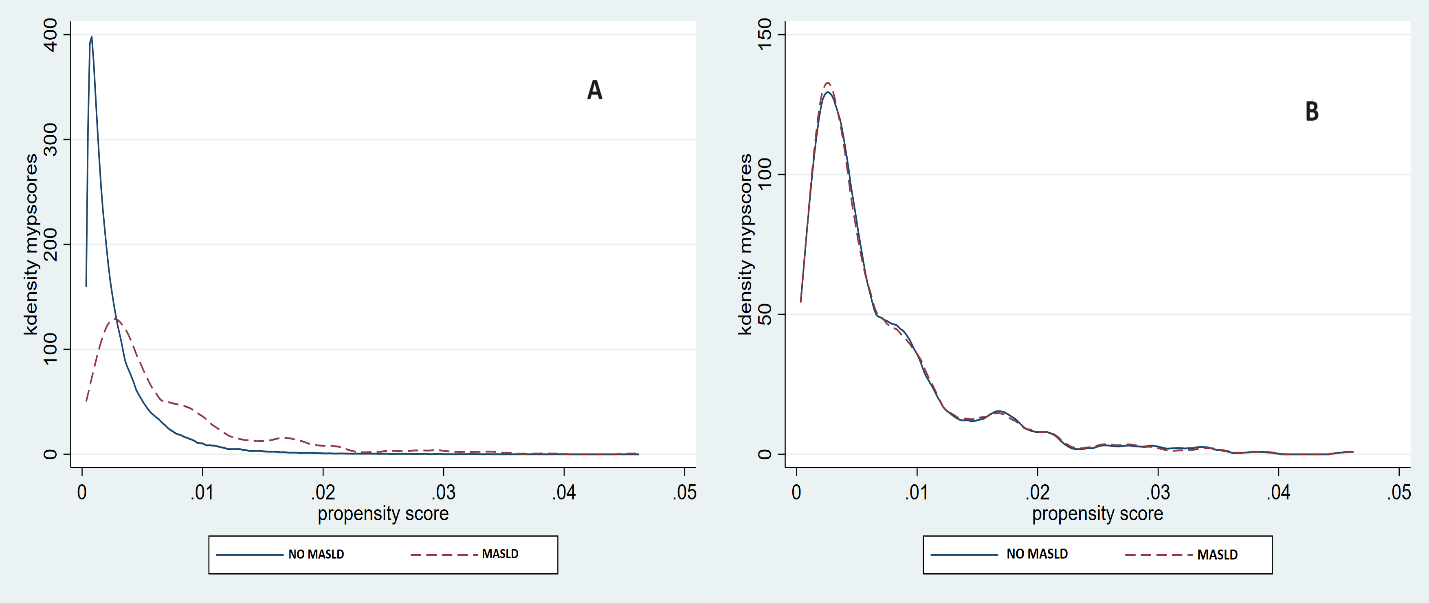 A
kdensity mypscores
400
300
200
100
0
0 .01 .02 .03 .04 .05
propensity score
NO MASLD MASLD
B
kdensity mypscores
150
100
50
0
0 .01 .02 .03 .04 .05
propensity score
NO MASLD MASLD